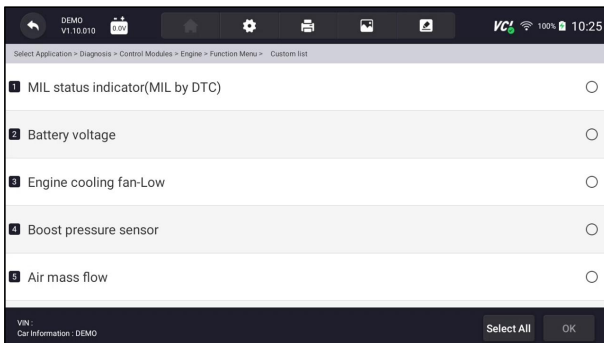 DEMO
V1.10.010
0.0V
VCI
100%
10:25
Select Application > Diagnosis > Control Modules > Engine > Function Menu > Custom list
1 MIL status indicator(MIL by DTC)
2 Battery voltage
3 Engine cooling fan-Low
4 Boost pressure sensor
5 Air mass flow
VIN :
Car Information : DEMO
Select All
OK